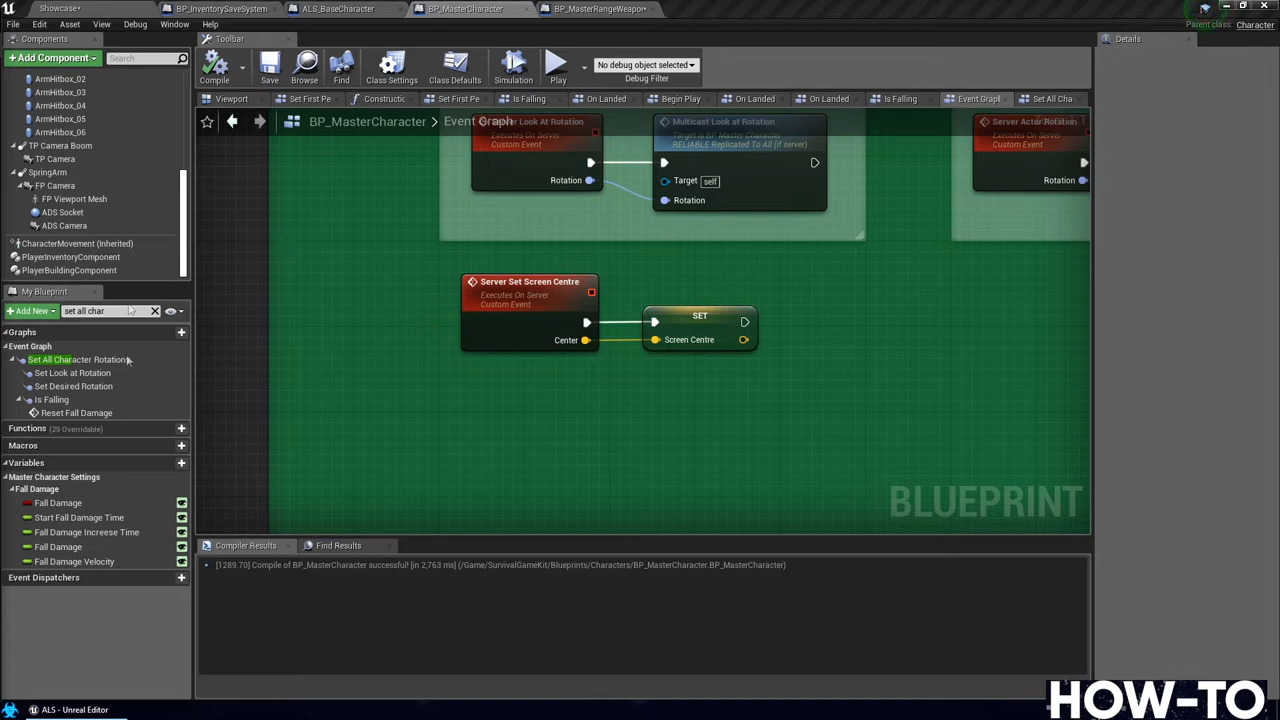 Showcase•
BP_InventorySaveSystem
ALS_BaseCharacter
BP_MasterCharacter
BP_MasterRangeWeapon•
File
Edit
Asset
View
Debug
Window
Help
Parent class: Character
Components
Toolbar
Details
+Add Component
Search
Compile
Save
Browse
Find
Class Settings
Class Defaults
Simulation
Play
No debug object selected
Debug Filter
ArmHitbox_02
ArmHitbox_03
ArmHitbox_04
ArmHitbox_05
ArmHitbox_06
TP Camera Boom
TP Camera
SpringArm
FP Camera
FP Viewport Mesh
ADS Socket
ADS Camera
CharacterMovement (Inherited)
PlayerInventoryComponent
PlayerBuildingComponent
Viewport
Set First Pe
Constructic
Set First Pe
Is Falling
On Landed
Begin Play
On Landed
On Landed
Is Falling
Event Grapl
Set All Cha
BP_MasterCharacter > Event Graph
Look At Rotation
Executes On Server
Custom Event
Rotation
Multicast Look at Rotation
Target is BP Master Character
RELIABLE Replicated To All (if server)
Target self
Rotation
Server Actor Rotation
Executes On Server
Custom Event
Rotation
Server Set Screen Centre
Executes On Server
Custom Event
Center
SET
Screen Centre
BLUEPRINT
My Blueprint
+Add New
set all char
Graphs
Event Graph
Set All Character Rotation
Set Look at Rotation
Set Desired Rotation
Is Falling
Reset Fall Damage
Functions (29 Overridable)
Macros
Variables
Master Character Settings
Fall Damage
Fall Damage
Start Fall Damage Time
Fall Damage Increese Time
Fall Damage
Fall Damage Velocity
Event Dispatchers
Compiler Results
Find Results
[1289.70] Compile of BP_MasterCharacter successful! [in 2,763 ms] (/Game/SurvivalGameKit/Blueprints/Characters/BP_MasterCharacter.BP_MasterCharacter)
ALS - Unreal Editor
HOW-TO